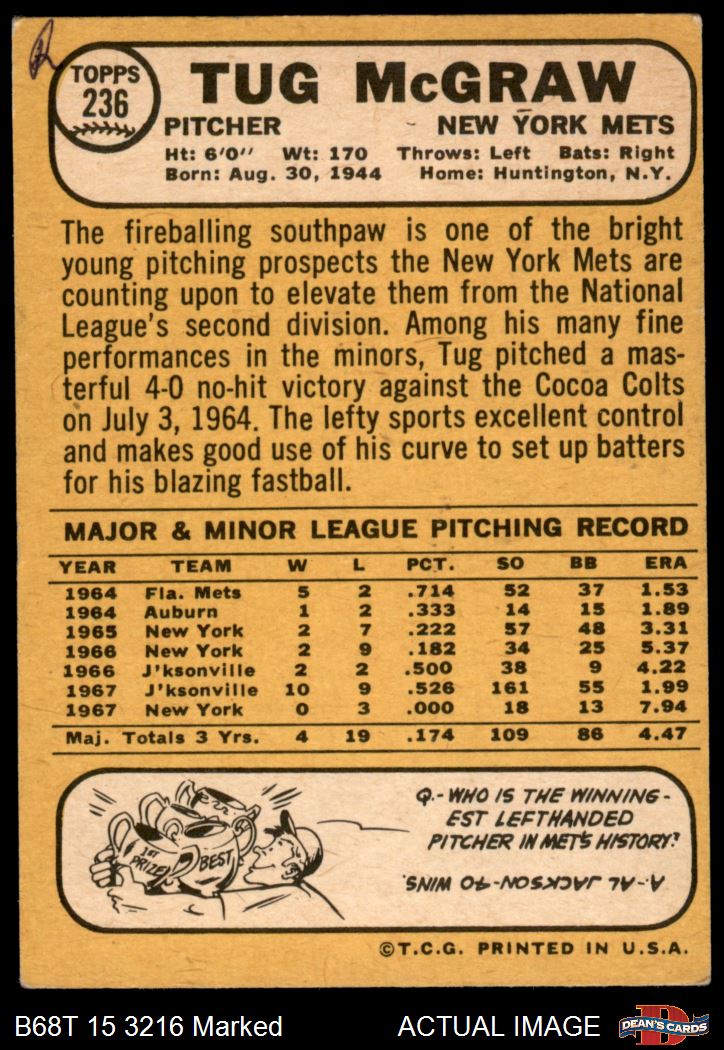 TOPPS
236
TUG McGRAW
PITCHER NEW YORK METS
Ht: 6'0" Wt: 170 Throws: Left Bats: Right
Born: Aug. 30, 1944 Home: Huntington, N.Y.
The fireballing southpaw is one of the bright
young pitching prospects the New York Mets are
counting upon to elevate them from the National
League's second division. Among his many fine
performances in the minors, Tug pitched a mas-
terful 4-0 no-hit victory against the Cocoa Colts
on July 3, 1964. The lefty sports excellent control
and makes good use of his curve to set up batters
for his blazing fastball.
MAJOR & MINOR LEAGUE PITCHING RECORD
YEAR TEAM W L PCT. SO BB ERA
1964 Fla. Mets 5 2 .714 52 37 1.53
1964 Auburn 1 2 .333 14 15 1.89
1965 New York 2 7 .222 57 48 3.31
1966 New York 2 9 .182 34 25 5.37
1966 J'ksonville 2 2 .500 38 9 4.22
1967 J'ksonville 10 9 .526 161 55 1.99
1967 New York 0 3 .000 18 13 7.94
Maj. Totals 3 Yrs. 4 19 .174 109 86 4.47
1ST PRIZE
BEST
Q.-WHO IS THE WINNING-
EST LEFTHANDED
PITCHER IN MET'S HISTORY?
A.-AL JACKSON-40 WINS.
©T.C.G. PRINTED IN U.S.A.
B68T 15 3216 Marked ACTUAL IMAGE
D
DEAN'S CARDS